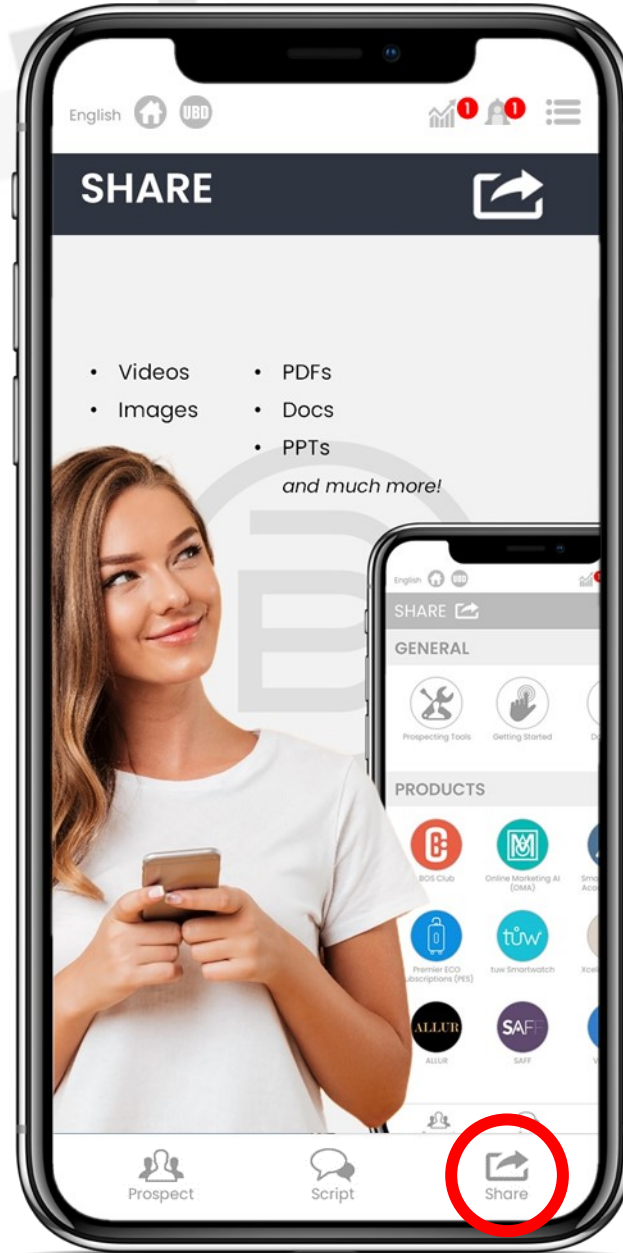 English UBD 1 1
SHARE
• Videos
• Images
• PDFs
• Docs
• PPTs
and much more!
English UBD
SHARE
GENERAL
Prospecting Tools Getting Started
PRODUCTS
BOS Club Online Marketing AI
(OMA)
Premier ECO
ubscriptions (PES) tuw Smartwatch
tuw
ALLUR SAFF
ALLUR SAFF
Prospect Script Share